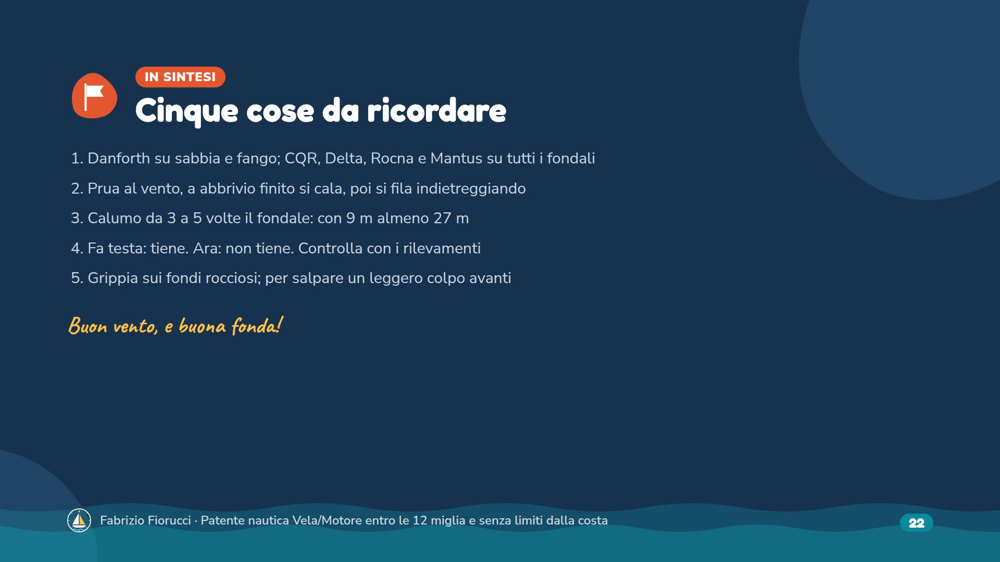 IN SINTESI
Cinque cose da ricordare
1. Danforth su sabbia e fango; CQR, Delta, Rocna e Mantus su tutti i fondali
2. Prua al vento, a abbrivio finito si cala, poi si fila indietreggiando
3. Calumo da 3 a 5 volte il fondale: con 9 m almeno 27 m
4. Fa testa: tiene. Ara: non tiene. Controlla con i rilevamenti
5. Grippia sui fondi rocciosi; per salpare un leggero colpo avanti
Buon vento, e buona fonda!
Fabrizio Fiorucci · Patente nautica Vela/Motore entro le 12 miglia e senza limiti dalla costa
22